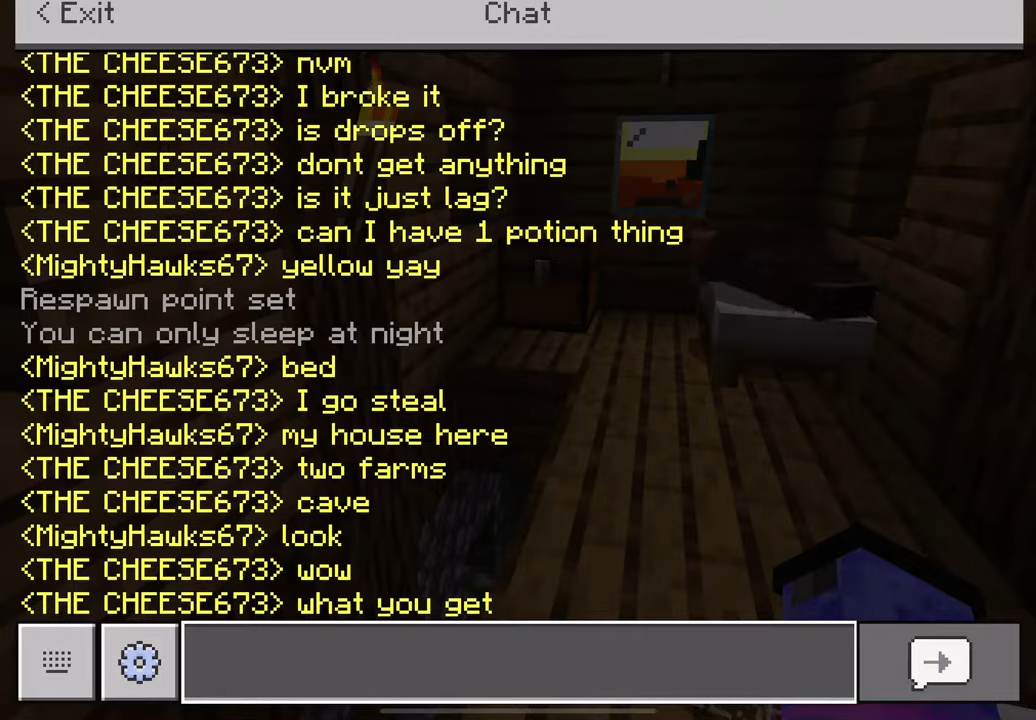 < Exit
Chat
<THE CHEESE673> nvm
<THE CHEESE673> I broke it
<THE CHEESE673> is drops off?
<THE CHEESE673> dont get anything
<THE CHEESE673> is it just lag?
<THE CHEESE673> can I have 1 potion thing
<MightyHawks67> yellow yay
Respawn point set
You can only sleep at night
<MightyHawks67> bed
<THE CHEESE673> I go steal
<MightyHawks67> my house here
<THE CHEESE673> two farms
<THE CHEESE673> cave
<MightyHawks67> look
<THE CHEESE673> wow
<THE CHEESE673> what you get